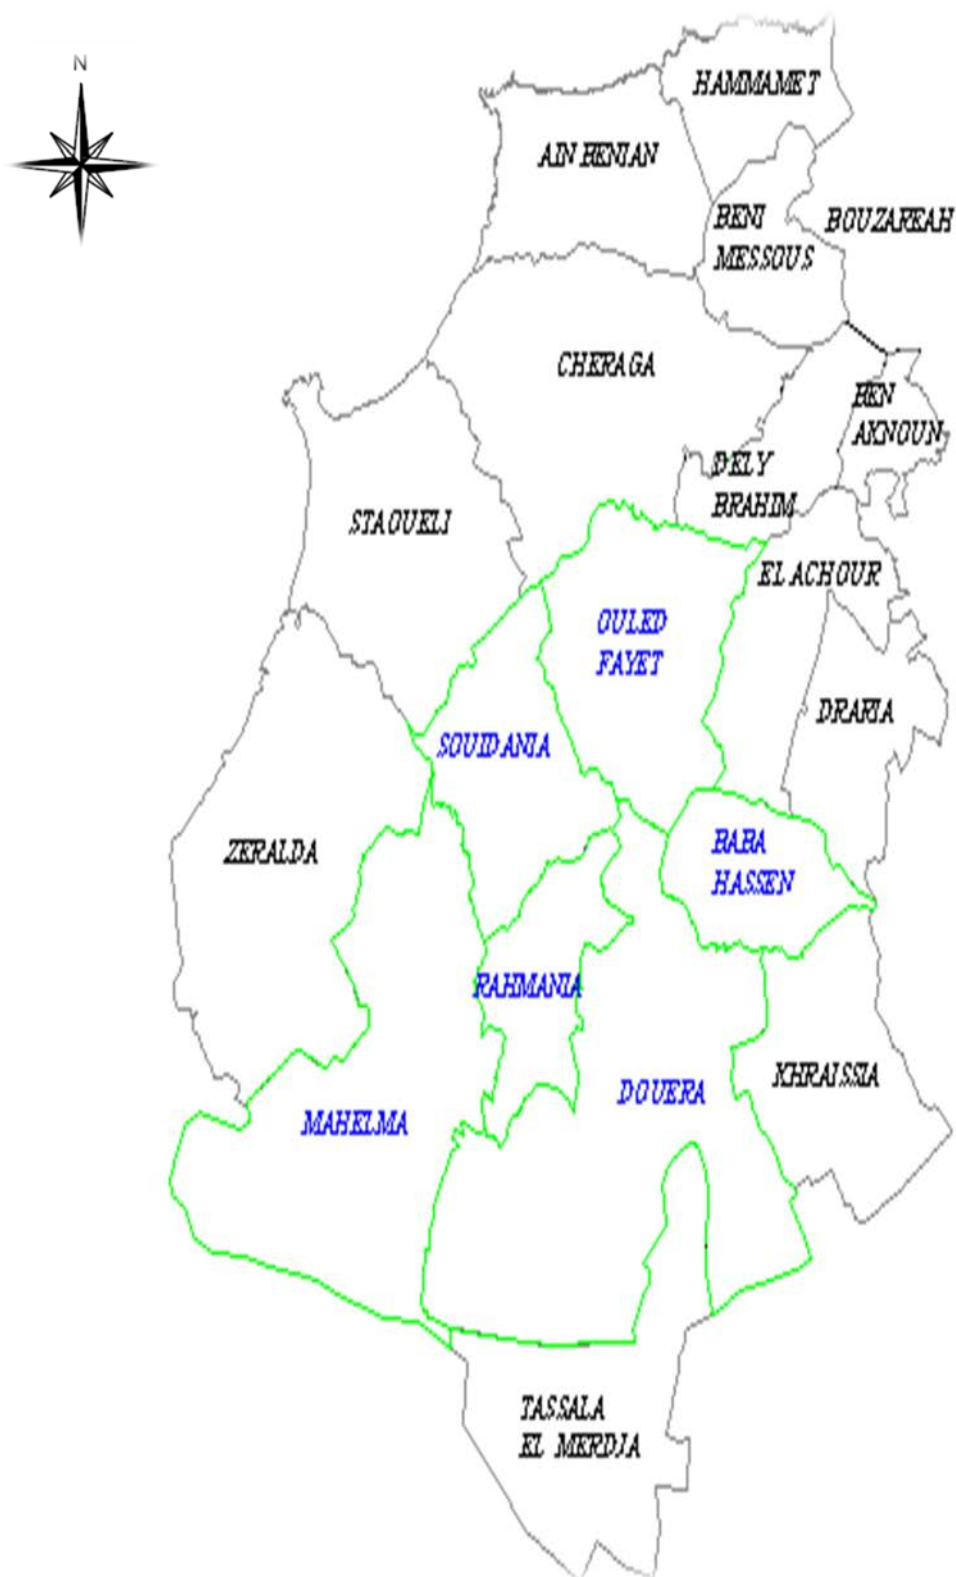 N
HAMMAMET
AIN BENIAN
BENI
MESSOUS
BOUZAREAH
CHERAGA
BEN
AKNOUN
DELY
BRAHIM
STAOUELI
EL ACHOUR
OULED
FAYET
DRARIA
SOUIDANIA
ZERALDA
BABA
HASSEN
RAHMANIA
KHRAISSIA
DOUERA
MAHELMA
TASSALA
EL MERDJA